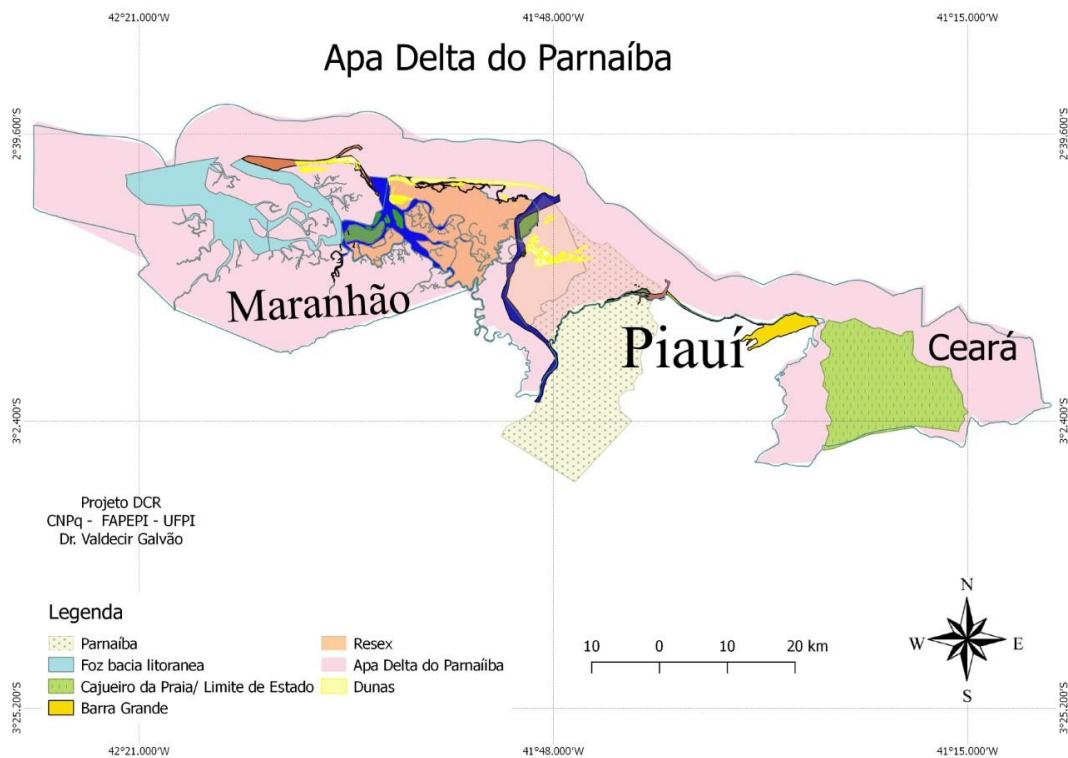 42°21.000'W
41°48.000'W
41°15.000'W
Apa Delta do Parnaíba
2°39.600'S
2°39.600'S
Maranhão
Piauí
Ceará
3°2.400'S
3°2.400'S
Projeto DCR
CNPq - FAPEPI - UFPI
Dr. Valdecir Galvão
Legenda
Parnaíba
Foz bacia litoranea
Cajueiro da Praia/ Limite de Estado
Barra Grande
Resex
Apa Delta do Parnaíiba
Dunas
10 0 10 20 km
N
W E
S
3°25.200'S
3°25.200'S
42°21.000'W
41°48.000'W
41°15.000'W